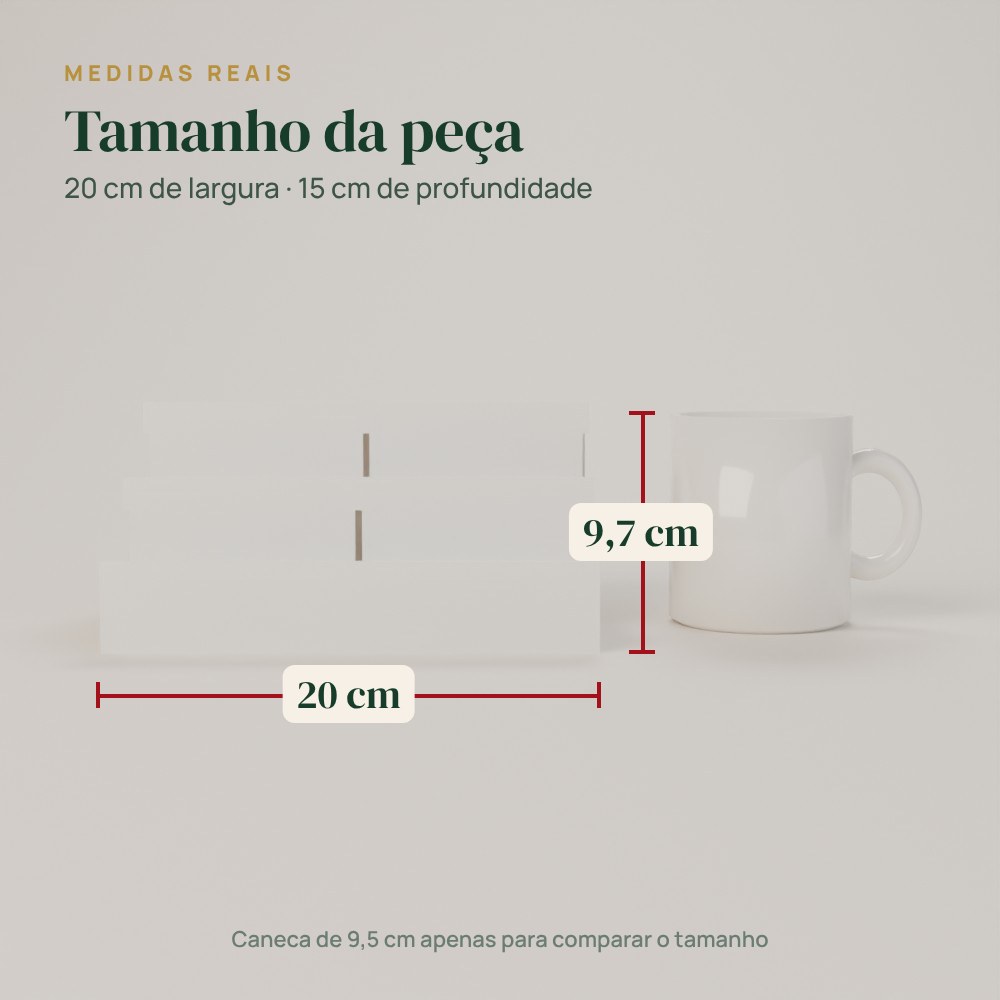 MEDIDAS REAIS
Tamanho da peça
20 cm de largura · 15 cm de profundidade
9,7 cm
20 cm
Caneca de 9,5 cm apenas para comparar o tamanho